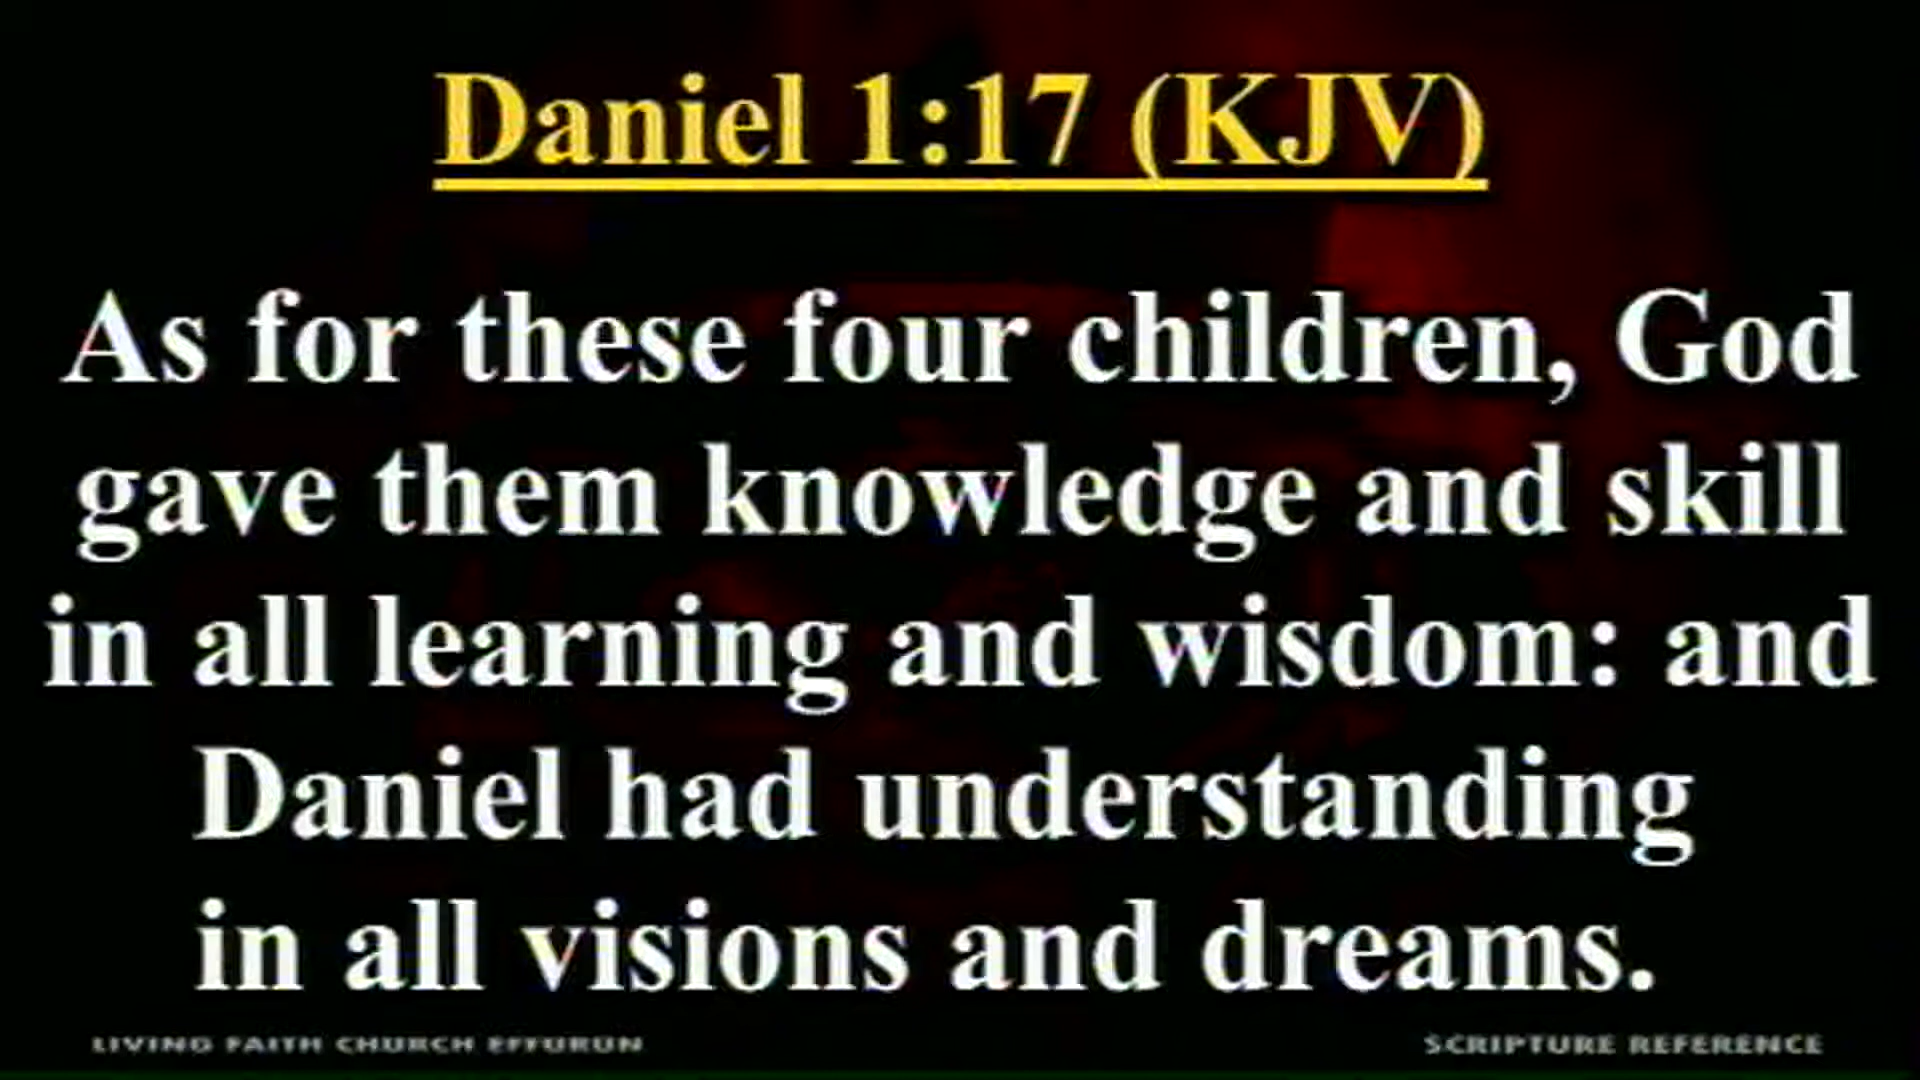 Daniel 1:17 (KJV)
As for these four children, God
gave them knowledge and skill
in all learning and wisdom: and
Daniel had understanding
in all visions and dreams.
LIVING FAITH CHURCH EFFURUN
SCRIPTURE REFERENCE